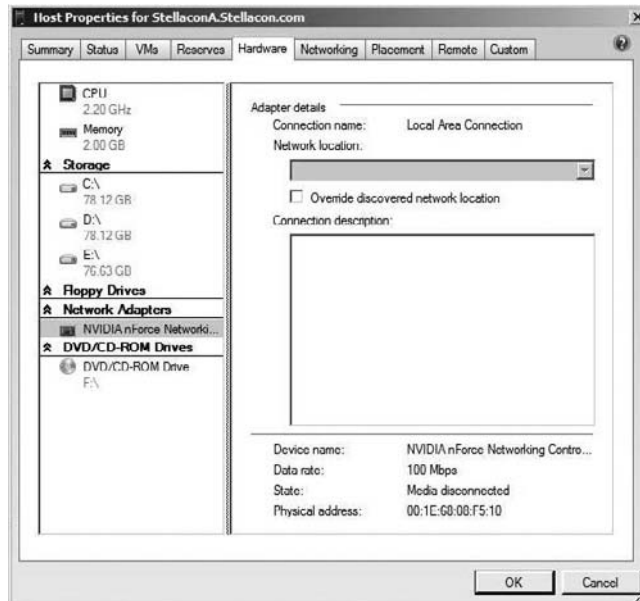 Host Properties for StellaconA.Stellacon.com
Summary Status VMs Reserves Hardware Networking Placement Remote Custom
CPU
2.20 GHz
Memory
2.00 GB
Storage
C:\
78.12 GB
D:\
78.12 GB
E:\
76.63 GB
Floppy Drives
Network Adapters
NVIDIA nForce Networki...
DVD/CD-ROM Drives
DVD/CD-ROM Drive
F:\
Adapter details
Connection name: Local Area Connection
Network location:
Override discovered network location
Connection description:
Device name: NVIDIA nForce Networking Contro...
Data rate: 100 Mbps
State: Media disconnected
Physical address: 00:1E:68:08:F5:10
OK Cancel